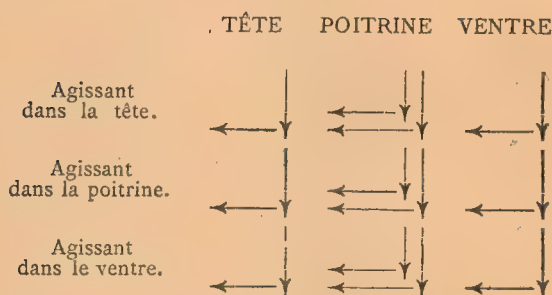 TÊTE POITRINE VENTRE
Agissant
dans la tête.
Agissant
dans la poitrine.
Agissant
dans le ventre.